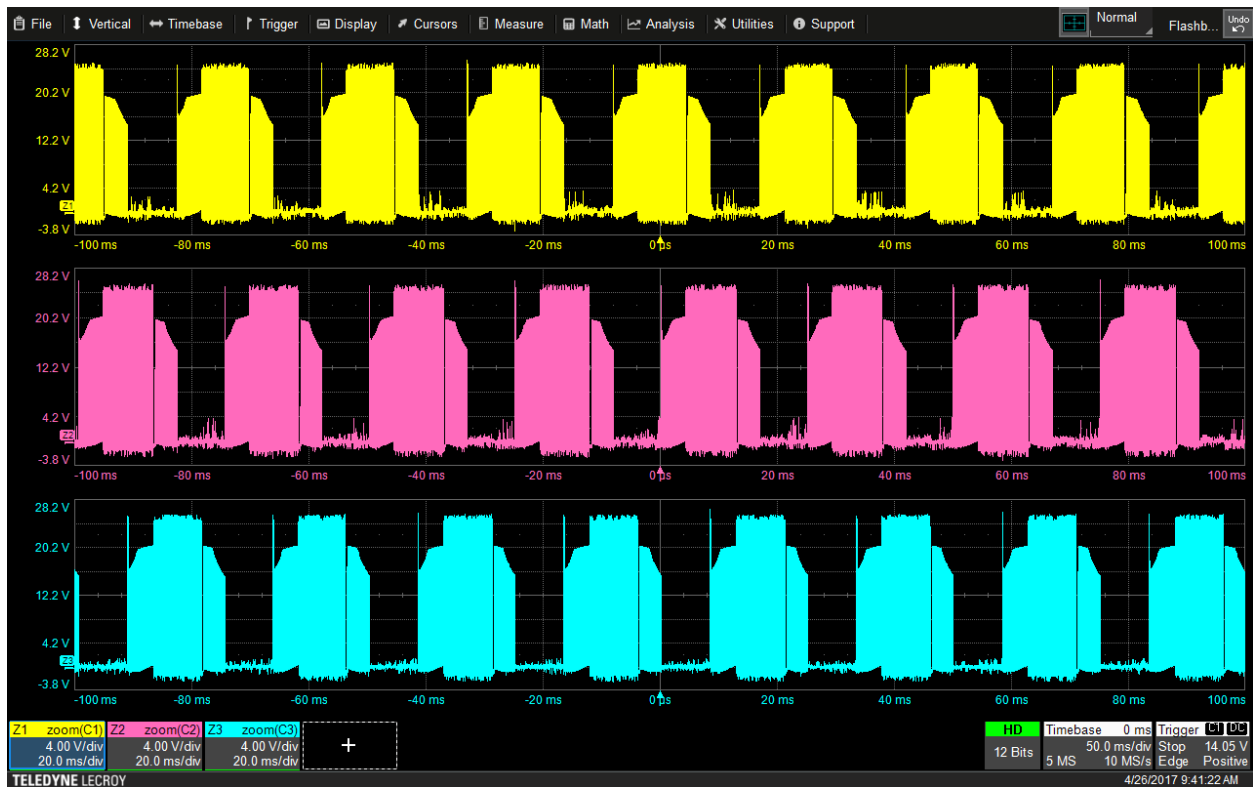 File Vertical Timebase Trigger Display Cursors Measure Math Analysis Utilities Support Normal Flashb... Undo
28.2 V
20.2 V
12.2 V
4.2 V
Z1
-3.8 V
-100 ms -80 ms -60 ms -40 ms -20 ms 0 µs 20 ms 40 ms 60 ms 80 ms 100 ms
28.2 V
20.2 V
12.2 V
4.2 V
Z2
-3.8 V
-100 ms -80 ms -60 ms -40 ms -20 ms 0 µs 20 ms 40 ms 60 ms 80 ms 100 ms
28.2 V
20.2 V
12.2 V
4.2 V
Z3
-3.8 V
-100 ms -80 ms -60 ms -40 ms -20 ms 0 µs 20 ms 40 ms 60 ms 80 ms 100 ms
Z1 zoom(C1) Z2 zoom(C2) Z3 zoom(C3) HD Timebase 0 ms Trigger C1 DC
4.00 V/div 4.00 V/div 4.00 V/div + 12 Bits 50.0 ms/div Stop 14.05 V
20.0 ms/div 20.0 ms/div 20.0 ms/div 5 MS 10 MS/s Edge Positive
TELEDYNE LECROY 4/26/2017 9:41:22 AM